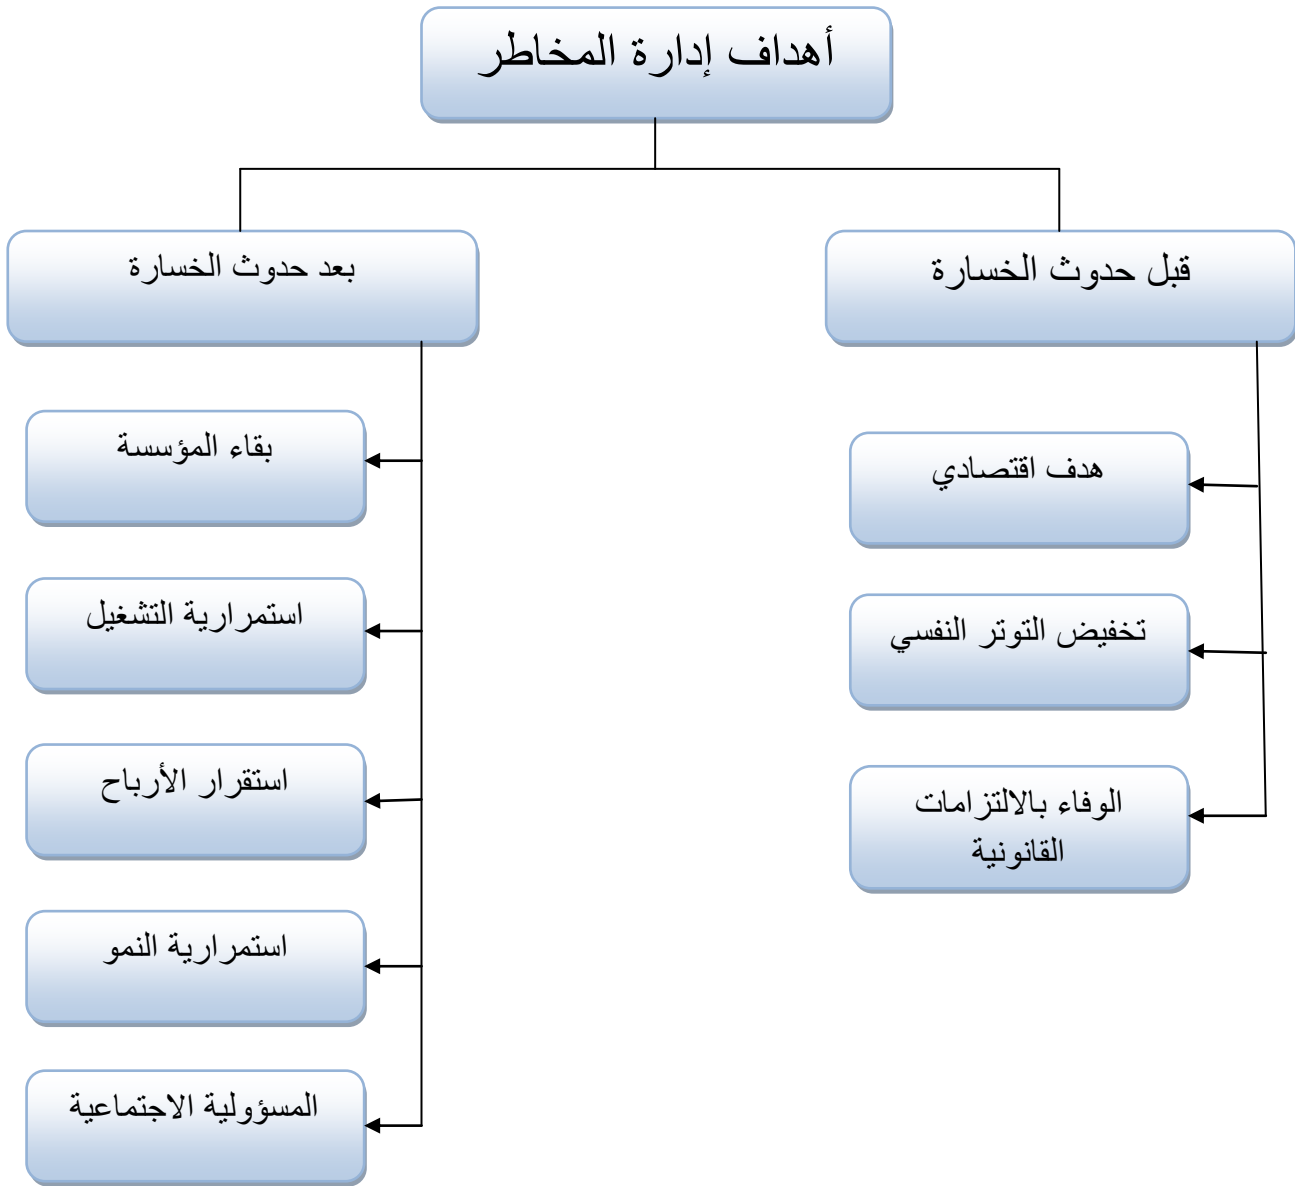 أهداف إدارة المخاطر
قبل حدوث الخسارة
هدف اقتصادي
تخفيض التوتر النفسي
الوفاء بالالتزامات
القانونية
بعد حدوث الخسارة
بقاء المؤسسة
استمرارية التشغيل
استقرار الأرباح
استمرارية النمو
المسؤولية الاجتماعية